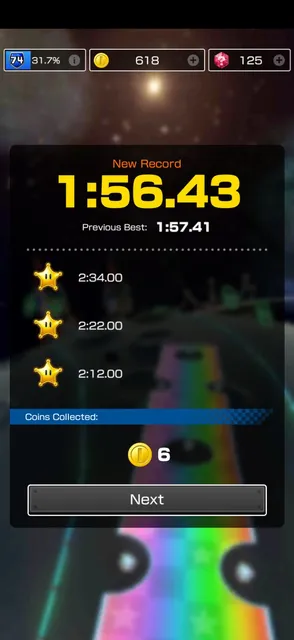 74 31.7% i 618 + 125 +
New Record
1:56.43
Previous Best: 1:57.41
2:34.00
2:22.00
2:12.00
Coins Collected:
6
Next